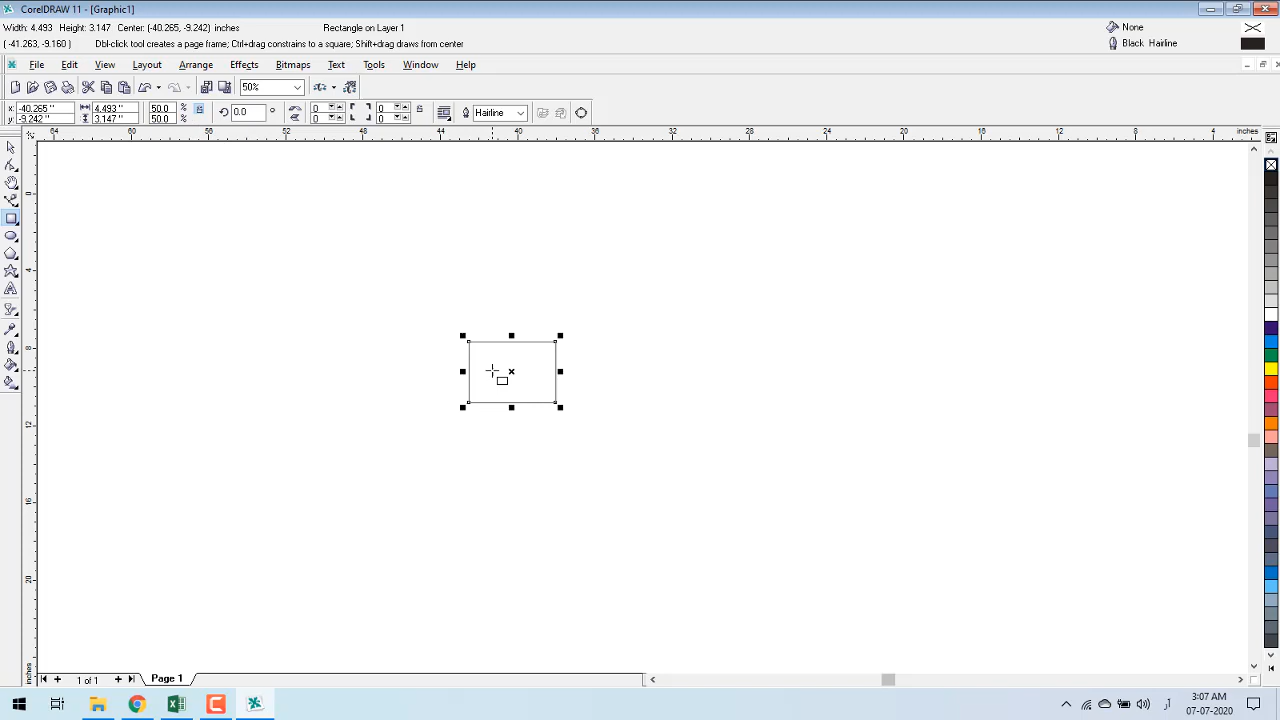 CorelDRAW 11 - [Graphic1]
Width: 4.493 Height: 3.147 Center: (-40.265, -9.242) inches Rectangle on Layer 1 None
(-41.263, -9.160) Dbl-click tool creates a page frame; Ctrl+drag constrains to a square; Shift+drag draws from center Black Hairline
File Edit View Layout Arrange Effects Bitmaps Text Tools Window Help
50%
x: -40.265 " 4.493 " 50.0 % 0.0 ° 0 0 Hairline
y: -9.242 " 3.147 " 50.0 % 0 0
64 60 56 52 48 44 40 36 32 28 24 20 16 12 8 4 inches
0
4
8
12
16
20
inches
1 of 1 Page 1
3:07 AM
07-07-2020